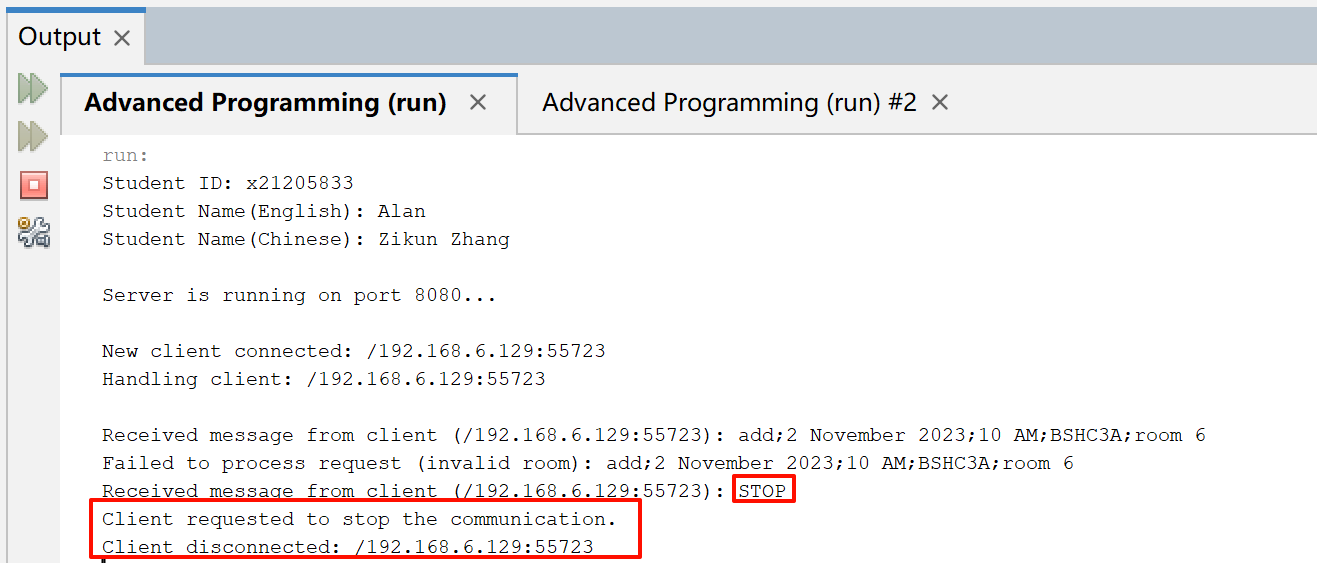 Output
Advanced Programming (run)
Advanced Programming (run) #2
run:
Student ID: x21205833
Student Name(English): Alan
Student Name(Chinese): Zikun Zhang
Server is running on port 8080...
New client connected: /192.168.6.129:55723
Handling client: /192.168.6.129:55723
Received message from client (/192.168.6.129:55723): add;2 November 2023;10 AM;BSHC3A;room 6
Failed to process request (invalid room): add;2 November 2023;10 AM;BSHC3A;room 6
Received message from client (/192.168.6.129:55723): STOP
Client requested to stop the communication.
Client disconnected: /192.168.6.129:55723